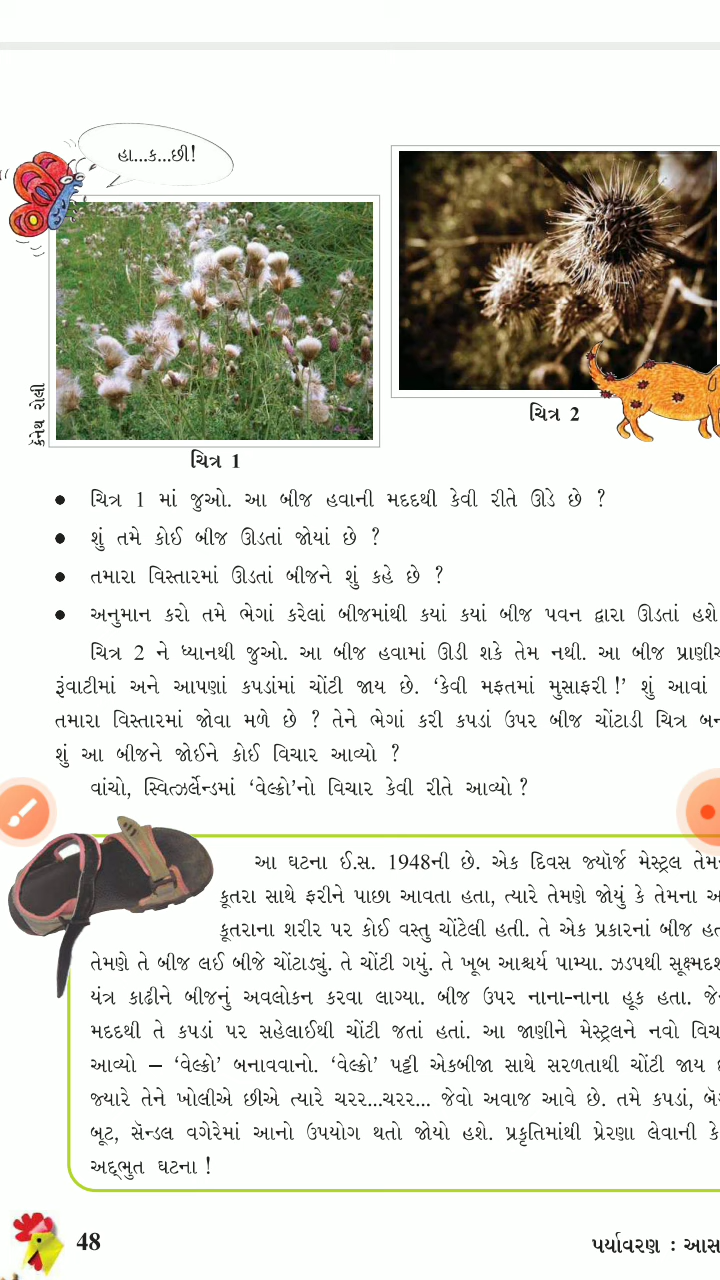 હા...ક...છી!
કૅનેથ રોલી
ચિત્ર 2
ચિત્ર 1
● ચિત્ર 1 માં જુઓ. આ બીજ હવાની મદદથી કેવી રીતે ઊડે છે ?
● શું તમે કોઈ બીજ ઊડતાં જોયાં છે ?
● તમારા વિસ્તારમાં ઊડતાં બીજને શું કહે છે ?
● અનુમાન કરો તમે ભેગાં કરેલાં બીજમાંથી કયાં કયાં બીજ પવન દ્વારા ઊડતાં હશે
ચિત્ર 2 ને ધ્યાનથી જુઓ. આ બીજ હવામાં ઊડી શકે તેમ નથી. આ બીજ
રૂંવાટીમાં અને આપણાં કપડાંમાં ચોંટી જાય છે. ‘કેવી મફતમાં મુસાફરી !’ શું આવાં
તમારા વિસ્તારમાં જોવા મળે છે ? તેને ભેગાં કરી કપડાં ઉપર બીજ ચોંટાડી ચિત્ર
શું આ બીજને જોઈને કોઈ વિચાર આવ્યો ?
વાંચો, સ્વિત્ઝર્લેન્ડમાં ‘વેલ્ક્રો’નો વિચાર કેવી રીતે આવ્યો ?
આ ઘટના ઈ.સ. 1948ની છે. એક દિવસ જ્યૉર્જ મેસ્ટ્રલ
કૂતરા સાથે ફરીને પાછા આવતા હતા, ત્યારે તેમણે જોયું કે તેમના
કૂતરાના શરીર પર કોઈ વસ્તુ ચોંટેલી હતી. તે એક પ્રકારનાં બીજ
તેમણે તે બીજ લઈ બીજે ચોંટાડ્યું. તે ચોંટી ગયું. તે ખૂબ આશ્ચર્ય પામ્યા. ઝડપથી
યંત્ર કાઢીને બીજનું અવલોકન કરવા લાગ્યા. બીજ ઉપર નાના-નાના હૂક હતા.
મદદથી તે કપડાં પર સહેલાઈથી ચોંટી જતાં હતાં. આ જાણીને મેસ્ટ્રલને નવો
આવ્યો – ‘વેલ્ક્રો’ બનાવવાનો. ‘વેલ્ક્રો’ પટ્ટી એકબીજા સાથે સરળતાથી ચોંટી જાય
જ્યારે તેને ખોલીએ છીએ ત્યારે ચરર...ચરર... જેવો અવાજ આવે છે. તમે કપડાં,
બૂટ, સૅન્ડલ વગેરેમાં આનો ઉપયોગ થતો જોયો હશે. પ્રકૃતિમાંથી પ્રેરણા લેવાની
અદ્ભુત ઘટના !
48
પર્યાવરણ :